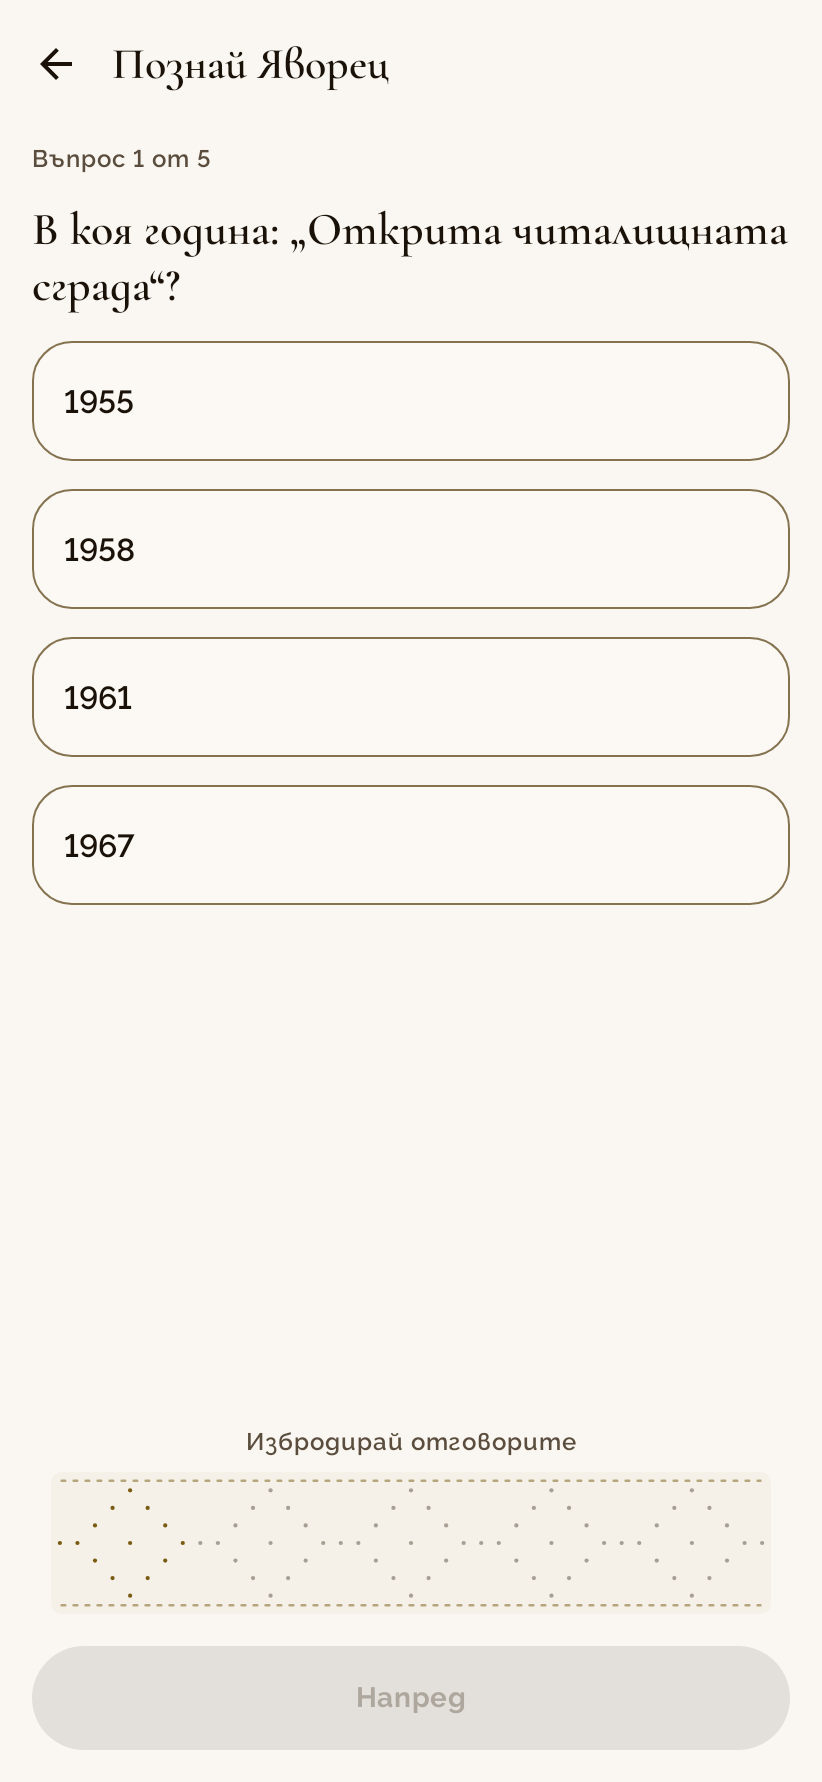 Познай Яворец
Въпрос 1 от 5
В коя година: „Открита читалищната
сграда“?
1955
1958
1961
1967
Избродирай отговорите
Напред